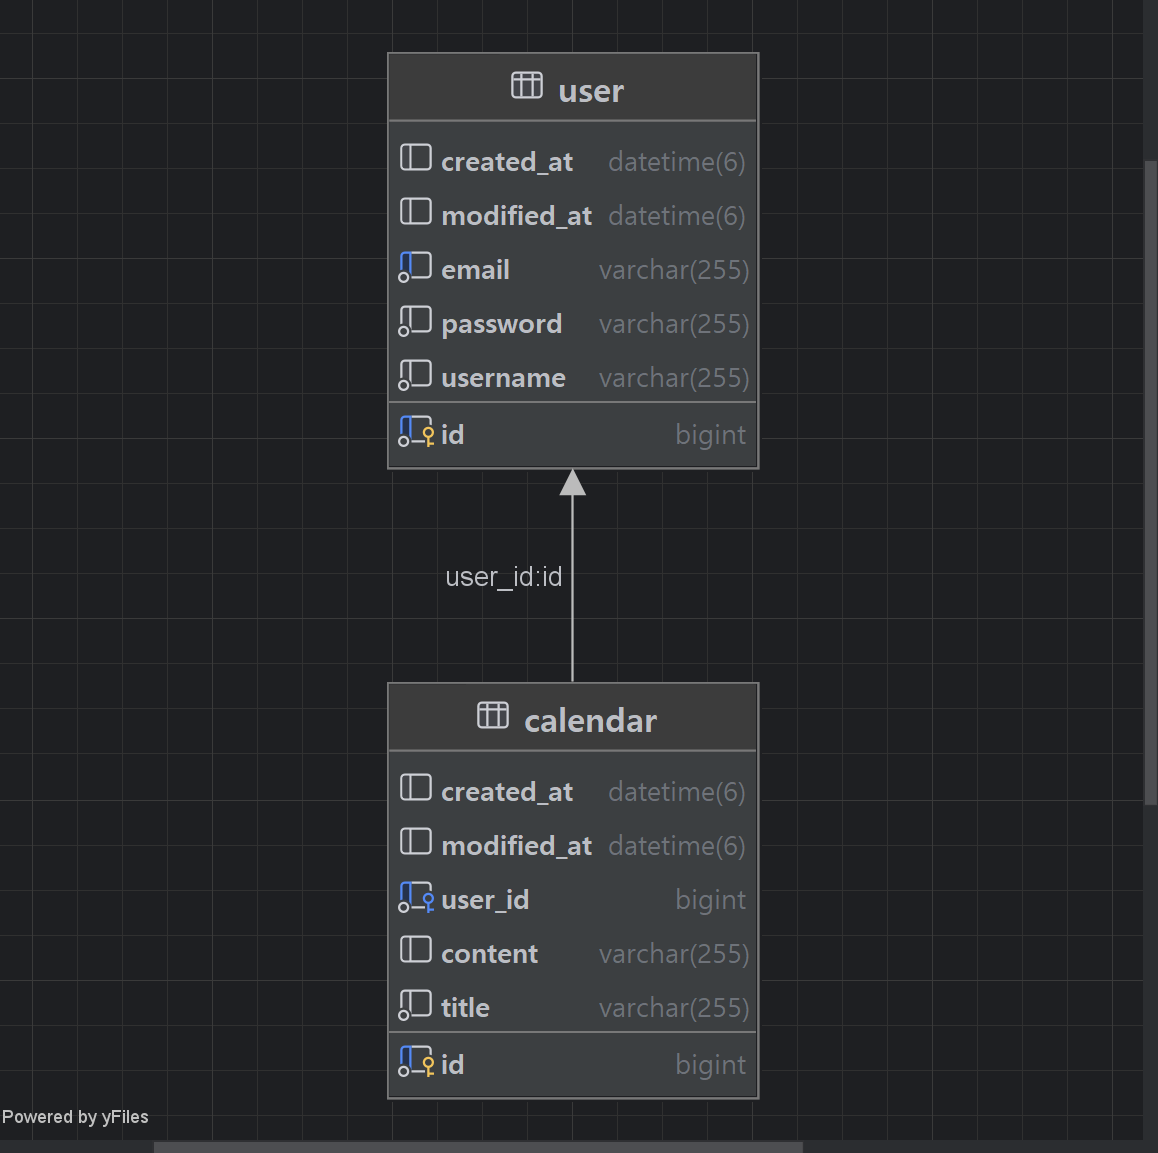 user
created_at datetime(6)
modified_at datetime(6)
email varchar(255)
password varchar(255)
username varchar(255)
id bigint
user_id:id
calendar
created_at datetime(6)
modified_at datetime(6)
user_id bigint
content varchar(255)
title varchar(255)
id bigint
Powered by yFiles